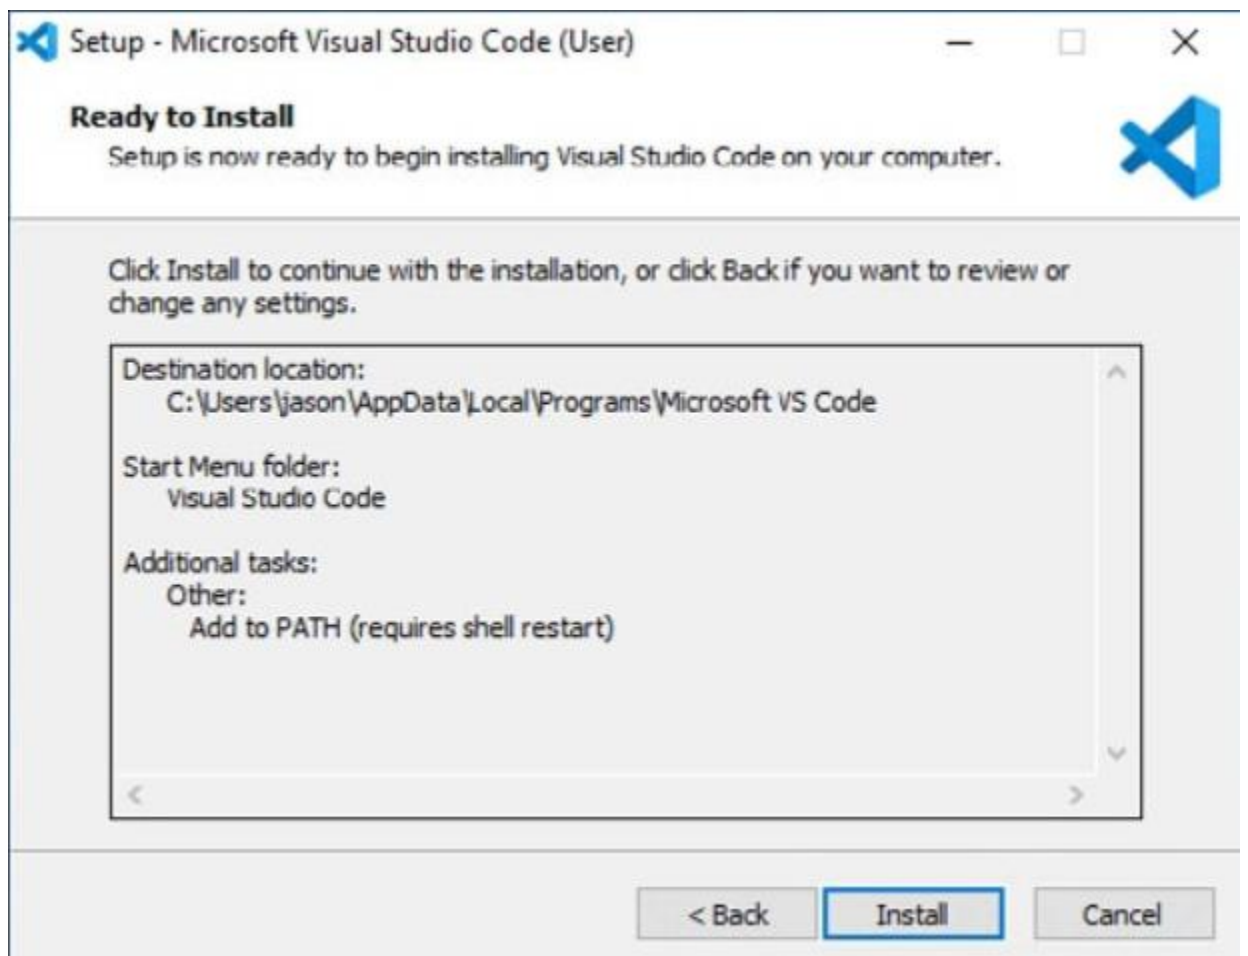 Setup - Microsoft Visual Studio Code (User)
Ready to Install
Setup is now ready to begin installing Visual Studio Code on your computer.
Click Install to continue with the installation, or click Back if you want to review or
change any settings.
Destination location:
C:\Users\jason\AppData\Local\Programs\Microsoft VS Code
Start Menu folder:
Visual Studio Code
Additional tasks:
Other:
Add to PATH (requires shell restart)
< Back Install Cancel